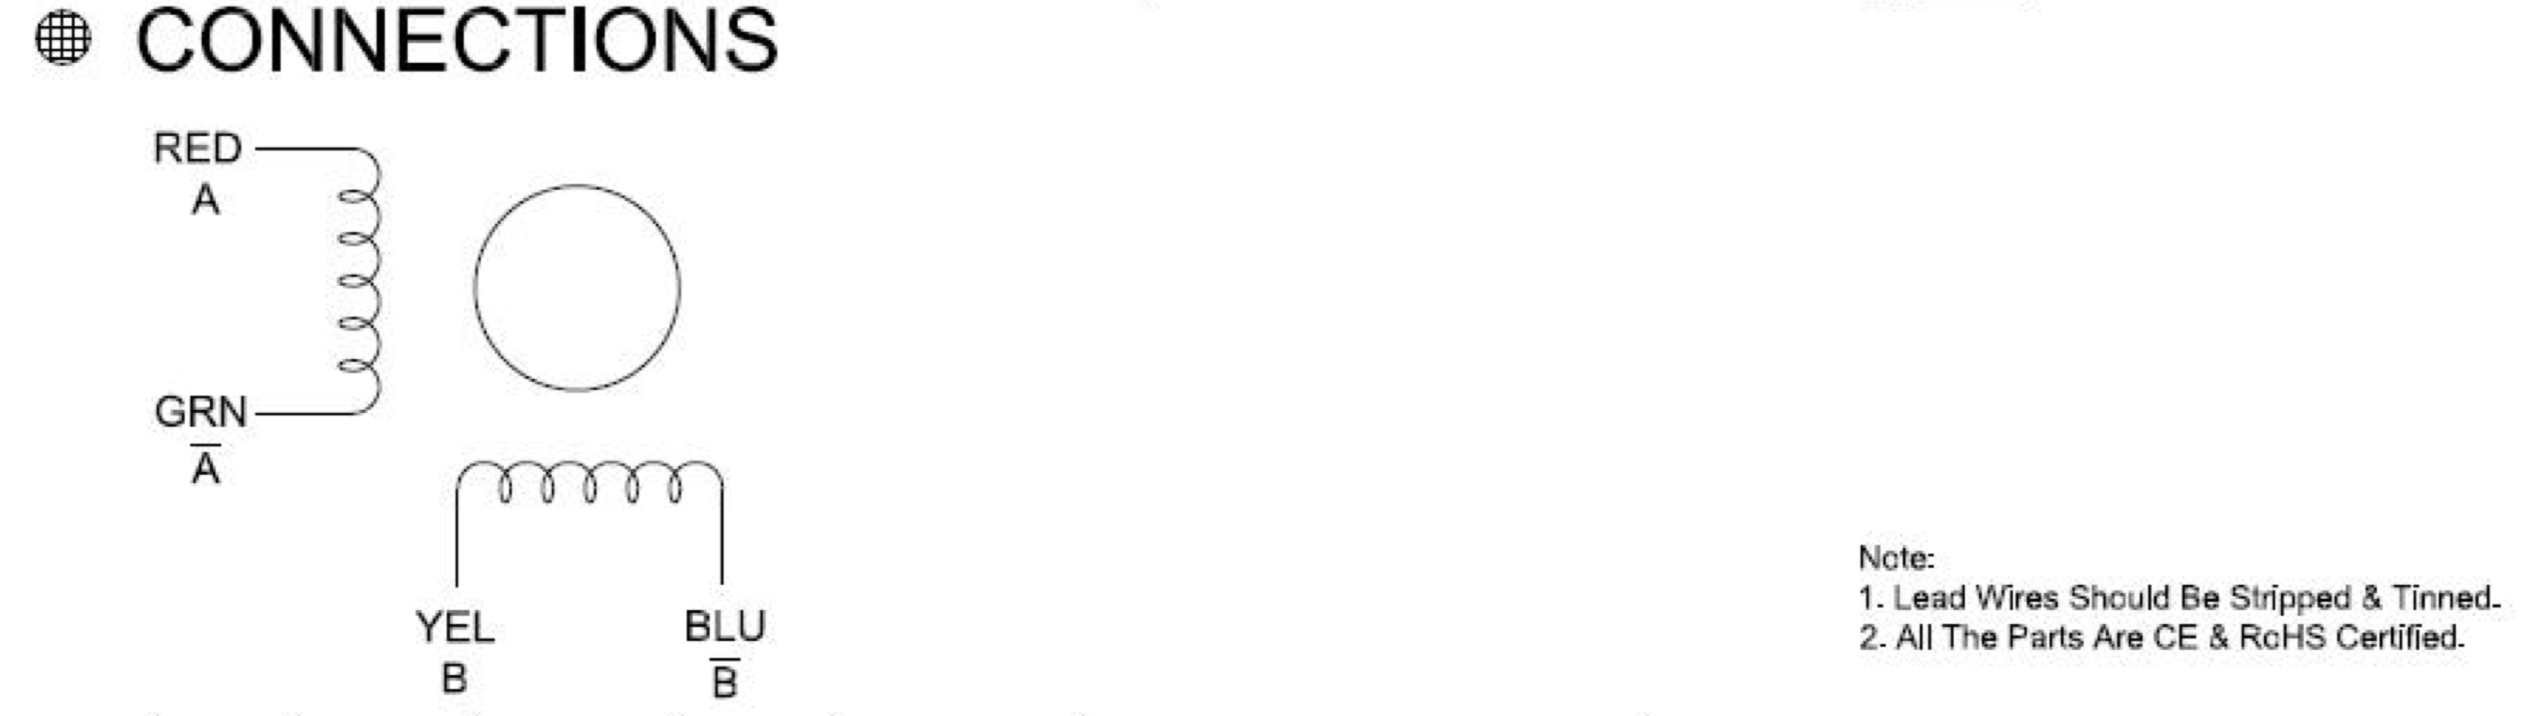 CONNECTIONS
RED
A
GRN
A̅
YEL
B
BLU
B̅
Note:
1. Lead Wires Should Be Stripped & Tinned.
2. All The Parts Are CE & RoHS Certified.